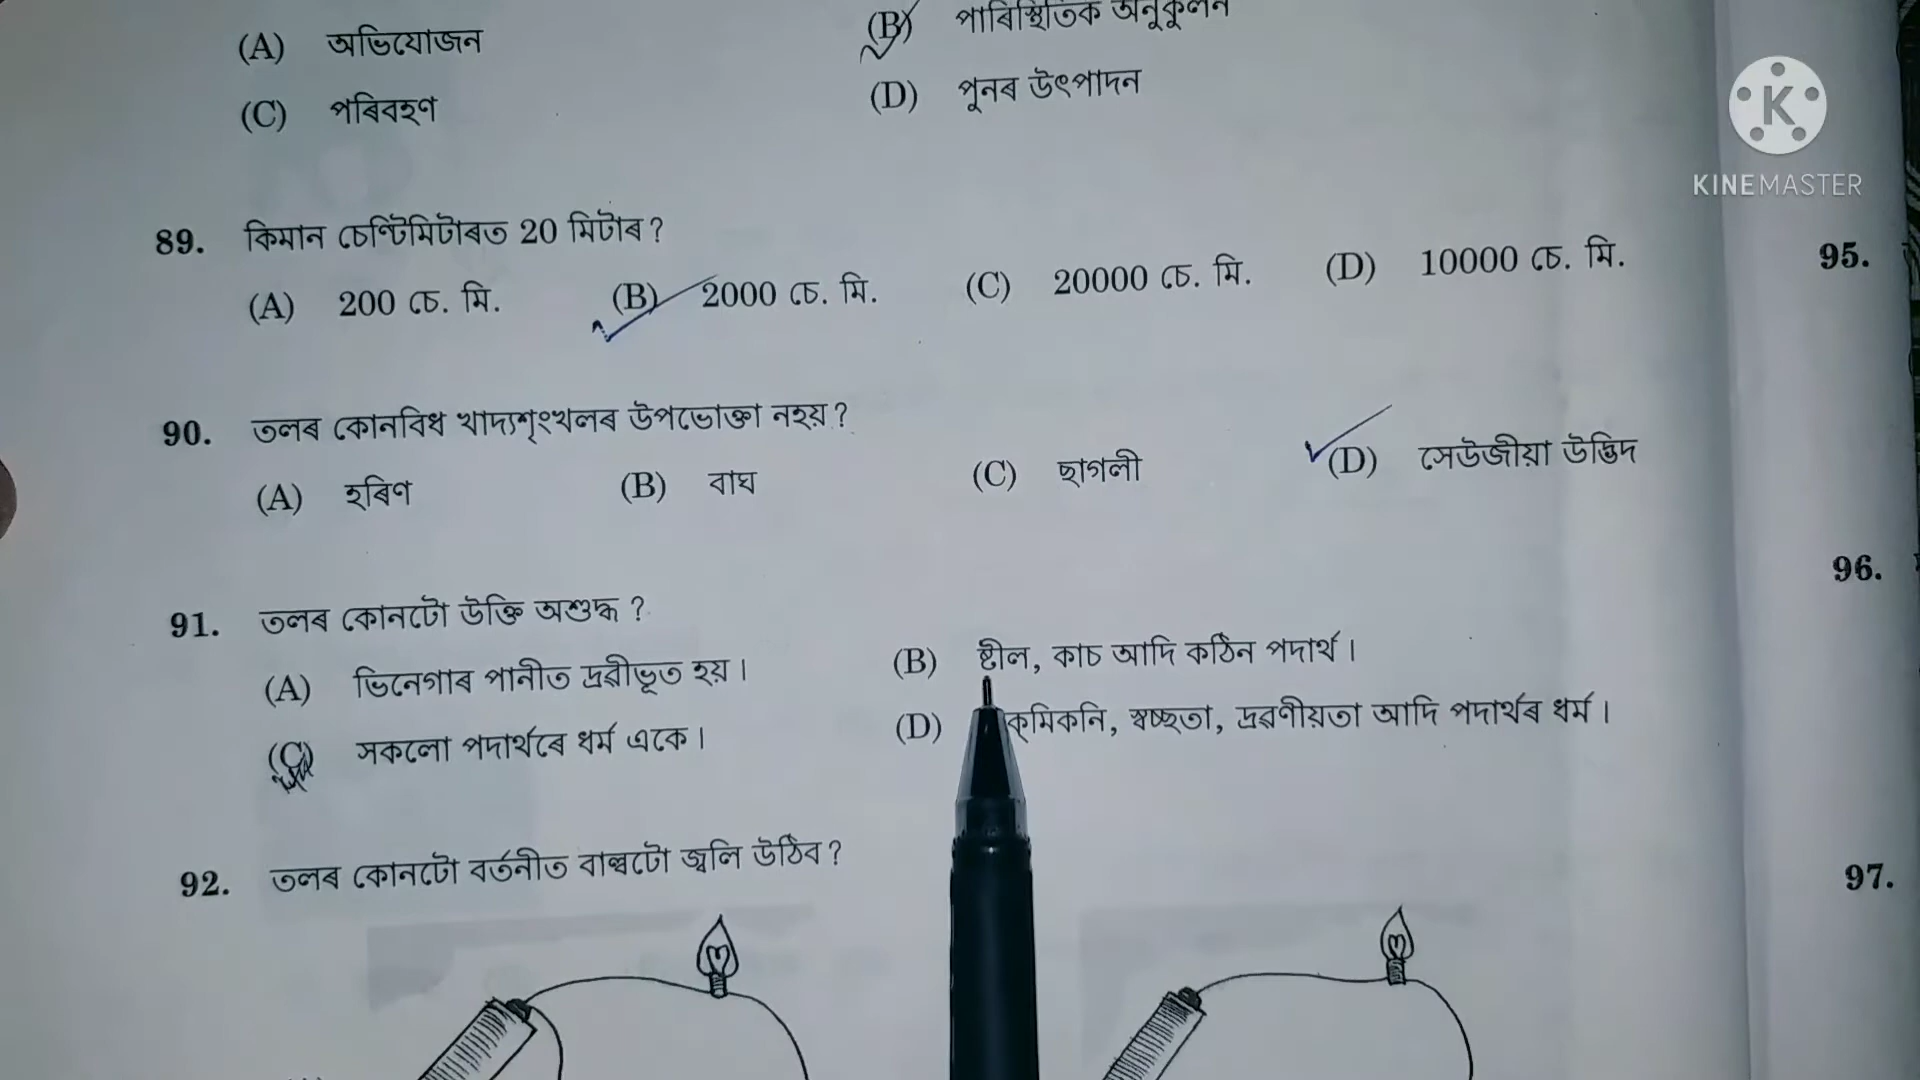 (A) অভিযোজন (B) পাৰিস্থিতিক অনুকুলন
(C) পৰিবহণ (D) পুনৰ উৎপাদন
K
KINEMASTER
89. কিমান চেণ্টিমিটাৰত 20 মিটাৰ ?
(A) 200 চে. মি. (B) 2000 চে. মি. (C) 20000 চে. মি. (D) 10000 চে. মি.
95.
90. তলৰ কোনবিধ খাদ্যশৃংখলৰ উপভোক্তা নহয় ?
(A) হৰিণ (B) বাঘ (C) ছাগলী (D) সেউজীয়া উদ্ভিদ
96.
91. তলৰ কোনটো উক্তি অশুদ্ধ ?
(A) ভিনেগাৰ পানীত দ্ৰৱীভূত হয়। (B) ষ্টীল, কাচ আদি কঠিন পদাৰ্থ।
(C) সকলো পদাৰ্থৰে ধৰ্ম একে। (D) স্বচ্ছতা, দ্ৰৱণীয়তা আদি পদাৰ্থৰ ধৰ্ম।
92. তলৰ কোনটো বৰ্তনীত বাল্বটো জ্বলি উঠিব ?
97.